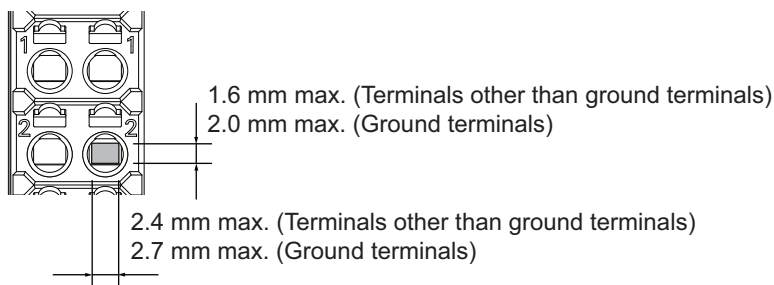 1 1
1.6 mm max. (Terminals other than ground terminals)
2.0 mm max. (Ground terminals)
2 2
2.4 mm max. (Terminals other than ground terminals)
2.7 mm max. (Ground terminals)